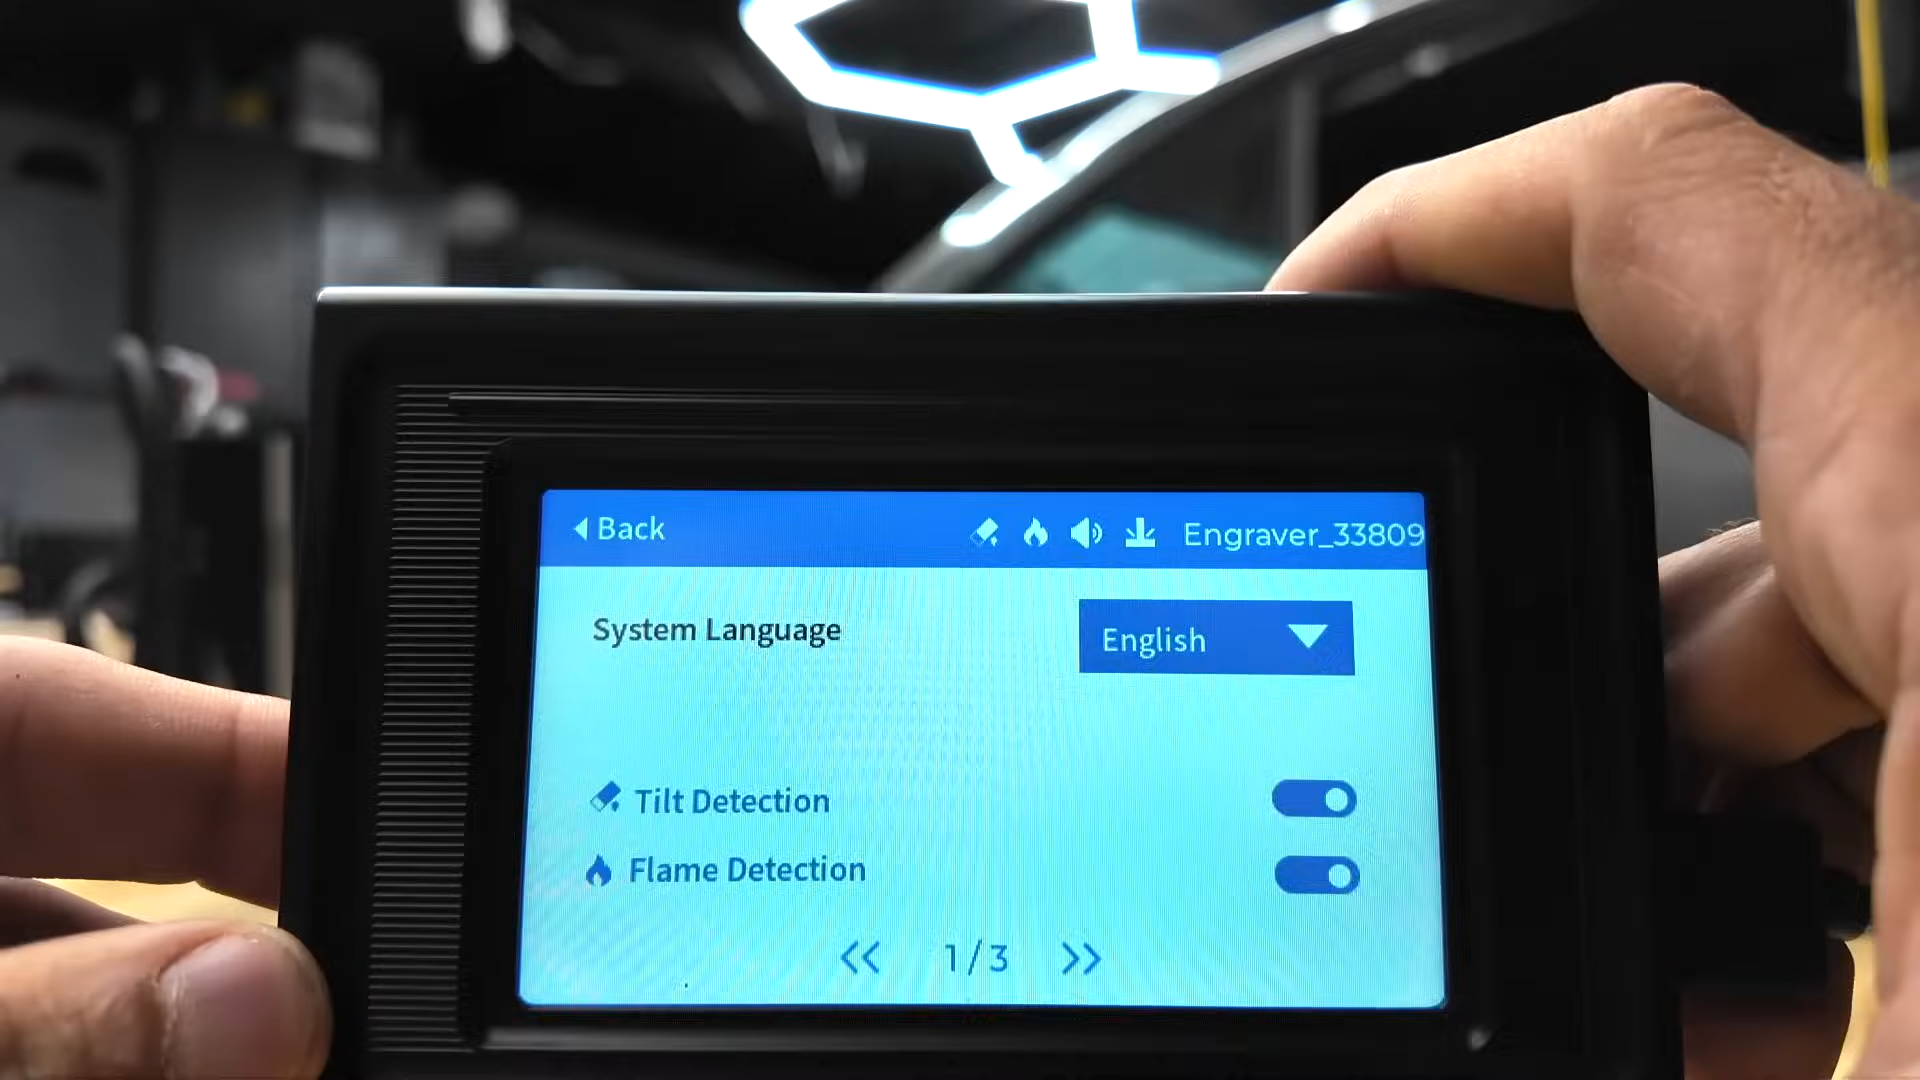 Back
Engraver_33809
System Language
English
Tilt Detection
Flame Detection
<< 1/3 >>